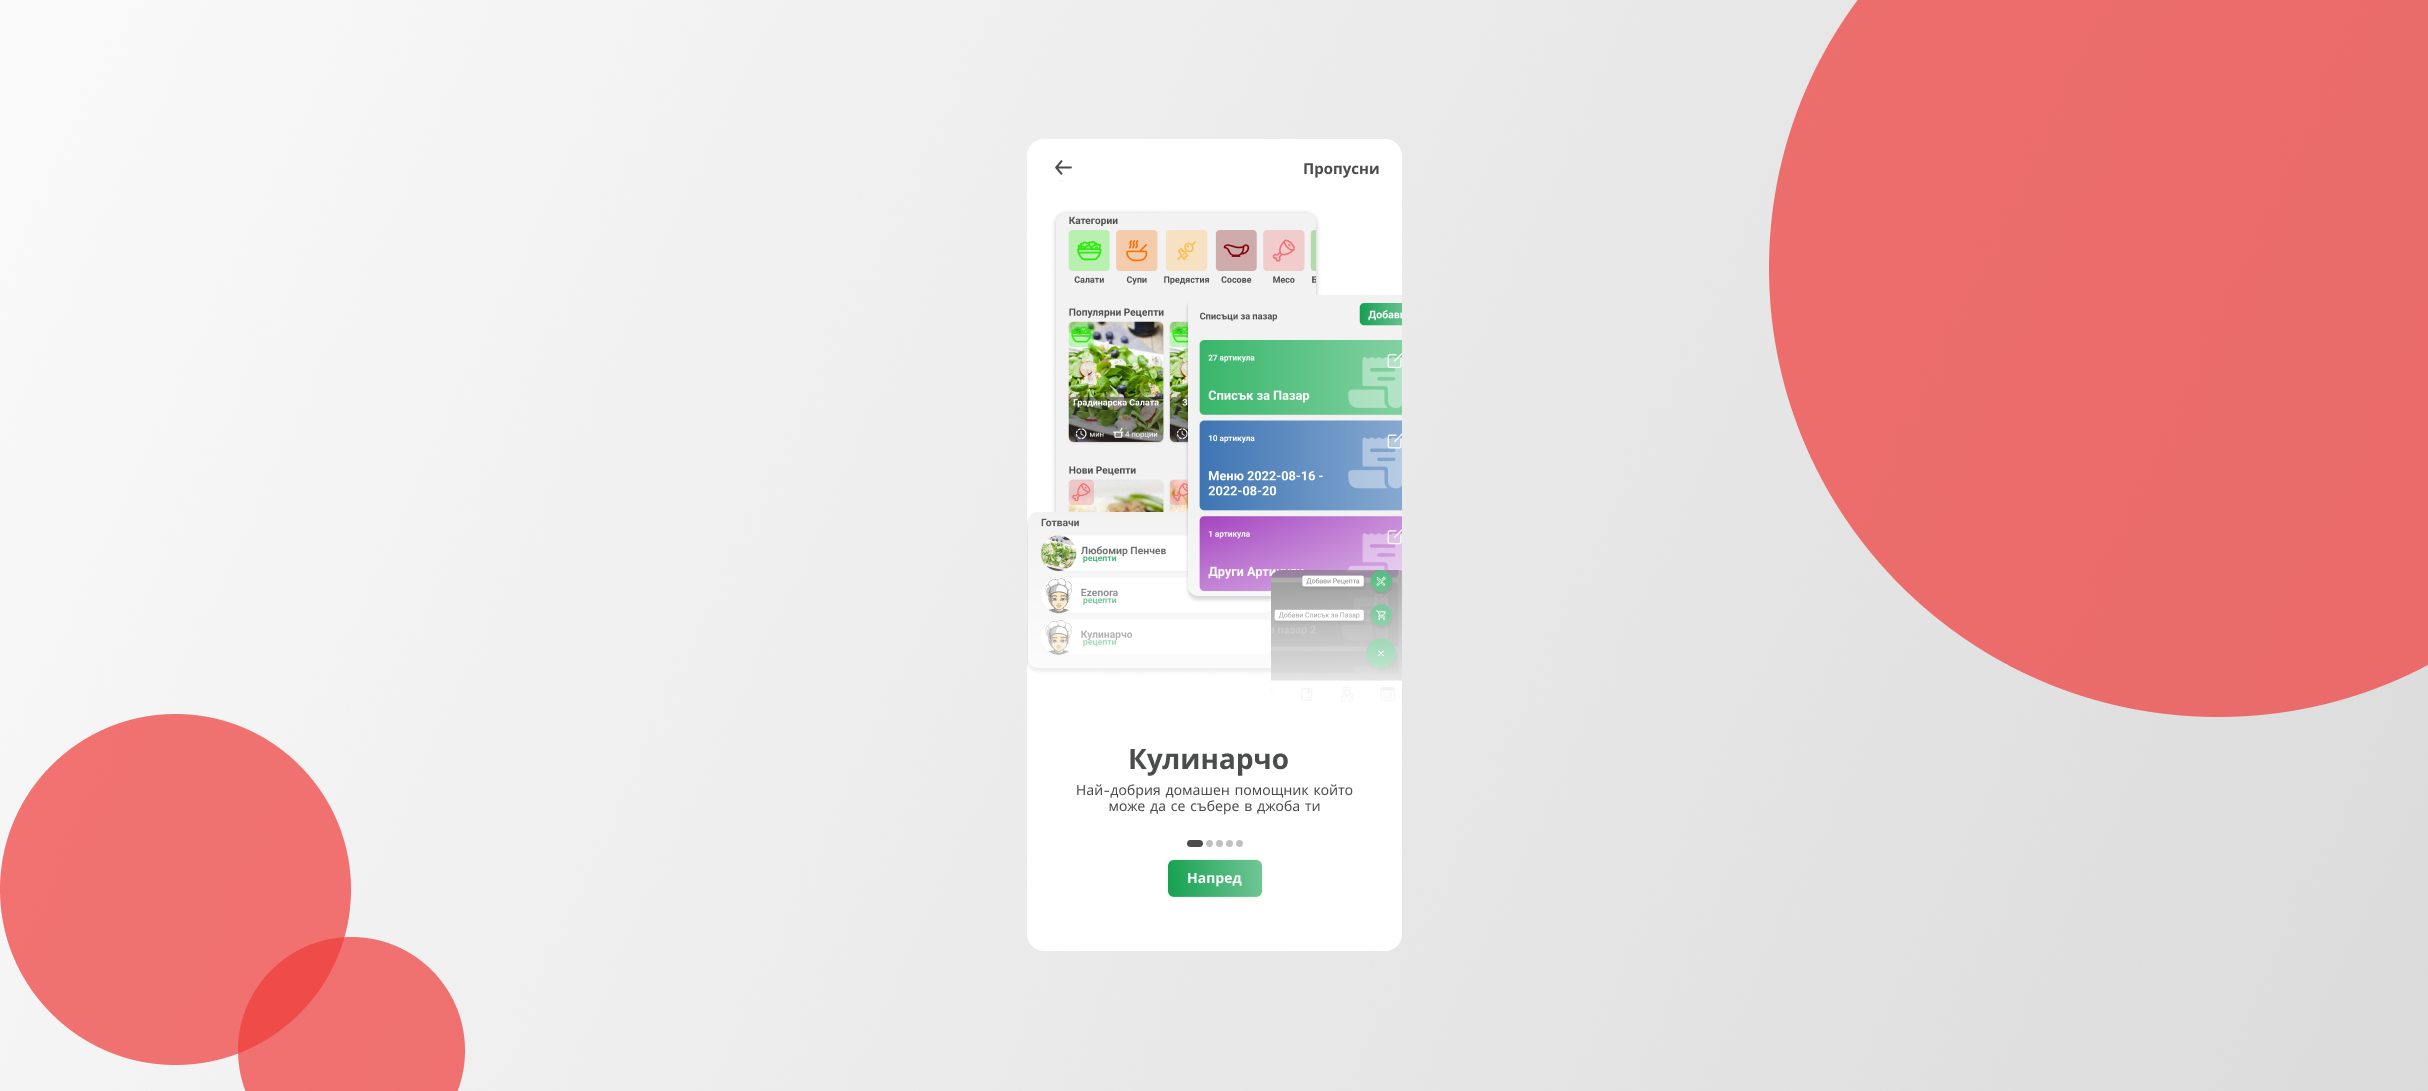 Пропусни
Категории
Салати
Супи
Предястия
Сосове
Месо
Популярни Рецепти
Градинарска Салата
мин
4 порции
Нови Рецепти
Списъци за пазар
27 артикула
Списък за Пазар
10 артикула
Меню 2022-08-16 -
2022-08-20
1 артикула
Други
Готвачи
Любомир Пенчев
рецепти
Ezenora
рецепти
Кулинарчо
рецепти
Добави Рецепта
Добави Списък за Пазар
пазар 2
Кулинарчо
Най-добрия домашен помощник който
може да се събере в джоба ти
Напред